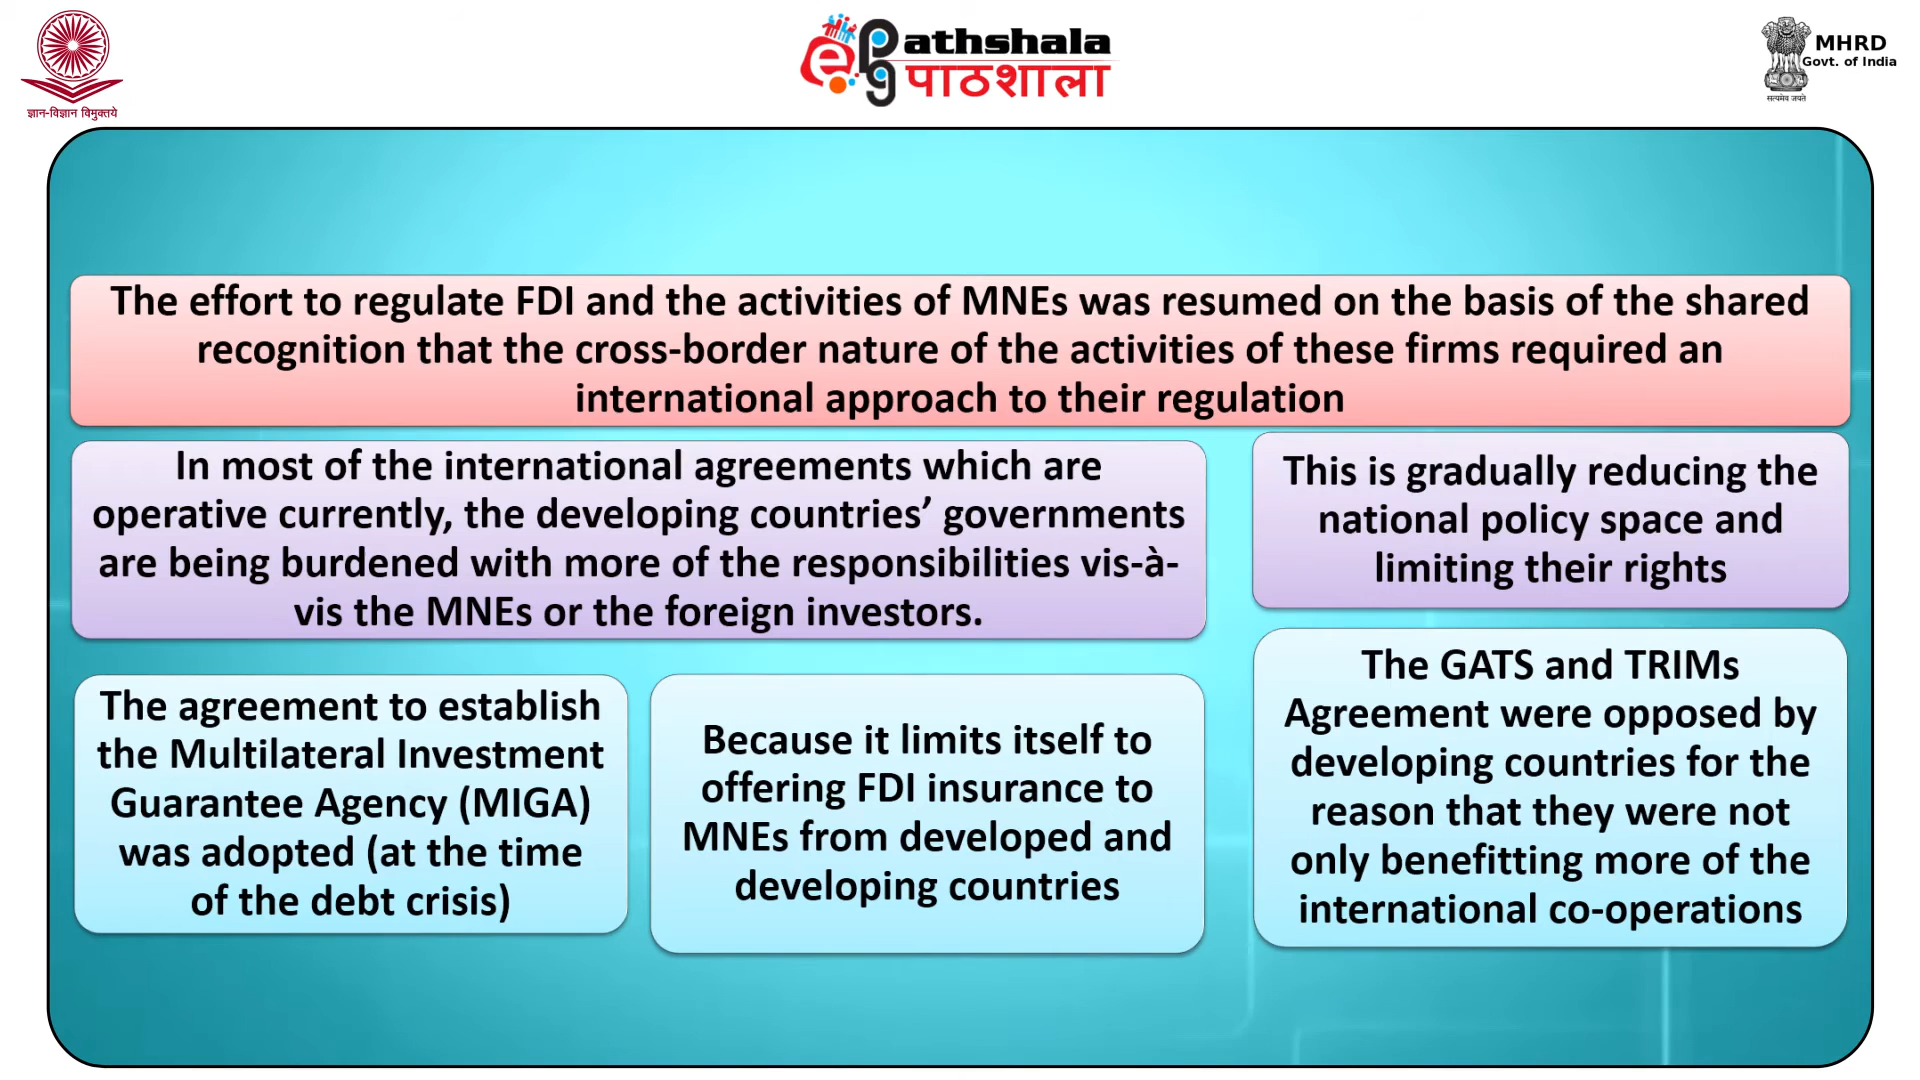 ज्ञान-विज्ञान विमुक्तये
ePG Pathshala
पाठशाला
MHRD
Govt. of India
सत्यमेव जयते
The effort to regulate FDI and the activities of MNEs was resumed on the basis of the shared
recognition that the cross-border nature of the activities of these firms required an
international approach to their regulation
In most of the international agreements which are
operative currently, the developing countries’ governments
are being burdened with more of the responsibilities vis-à-
vis the MNEs or the foreign investors.
This is gradually reducing the
national policy space and
limiting their rights
The agreement to establish
the Multilateral Investment
Guarantee Agency (MIGA)
was adopted (at the time
of the debt crisis)
Because it limits itself to
offering FDI insurance to
MNEs from developed and
developing countries
The GATS and TRIMs
Agreement were opposed by
developing countries for the
reason that they were not
only benefitting more of the
international co-operations